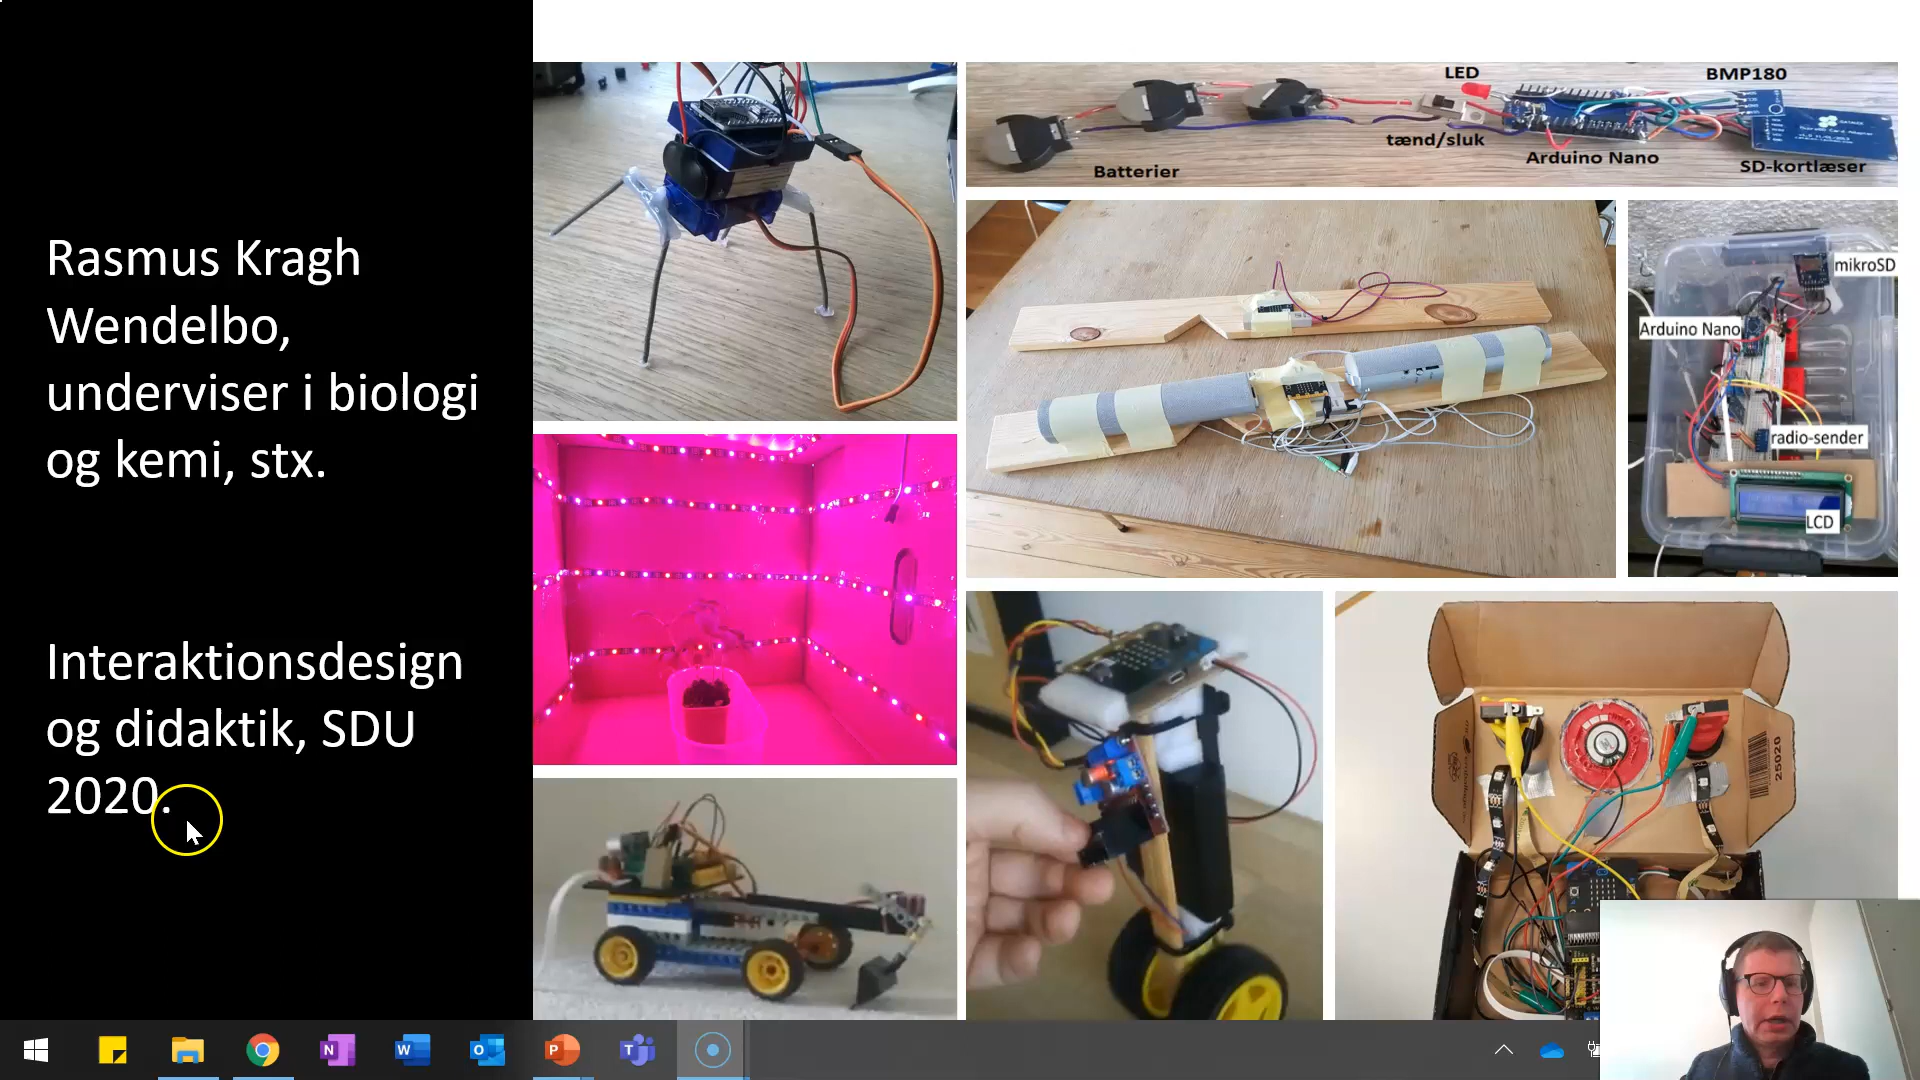 Rasmus Kragh
Wendelbo,
underviser i biologi
og kemi, stx.
Interaktionsdesign
og didaktik, SDU
2020.
LED
BMP180
tænd/sluk
Batterier
Arduino Nano
SD-kortlæser
mikroSD
Arduino Nano
radio-sender
LCD
25020